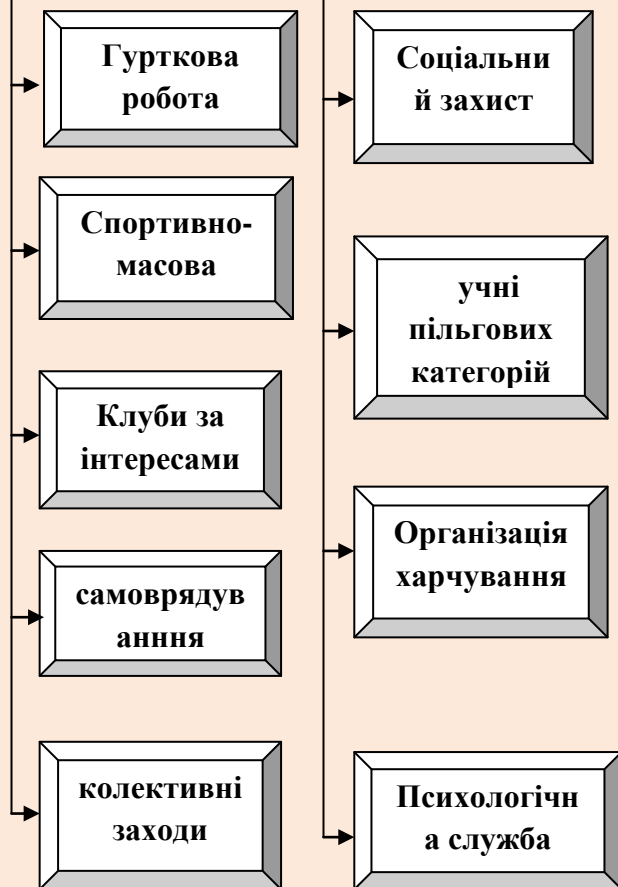 Гурткова
робота
Спортивно-
масова
Клуби за
інтересами
самоврядув
анння
колективні
заходи
Соціальни
й захист
учні
пільгових
категорій
Організація
харчування
Психологічн
а служба